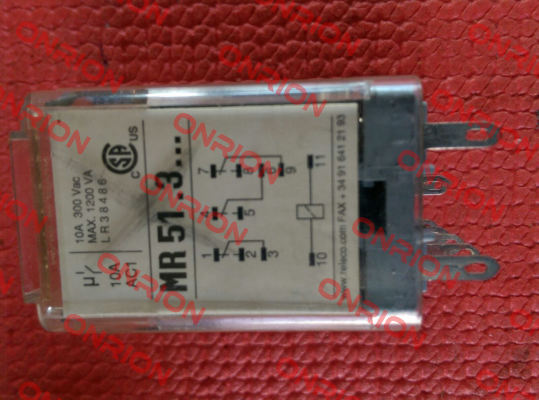 10A 300 Vac
MAX. 1200 VA
LR38486
C
US
µ
10A
AC1
MR 51.3...
7 8 6 9
4 5
1 2 3
11
10
www.releco.com FAX + 34 91 641 21 93
ONRION